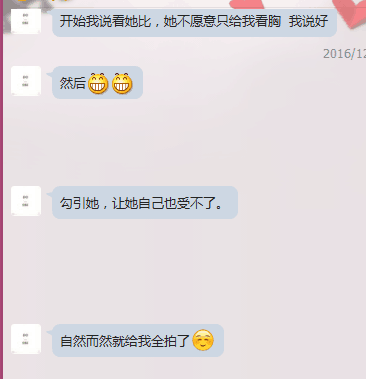 开始我说看她比，她不愿意只给我看胸  我说好
2016/12
然后😁😁
勾引她，让她自己也受不了。
自然而然就给我全拍了☺️